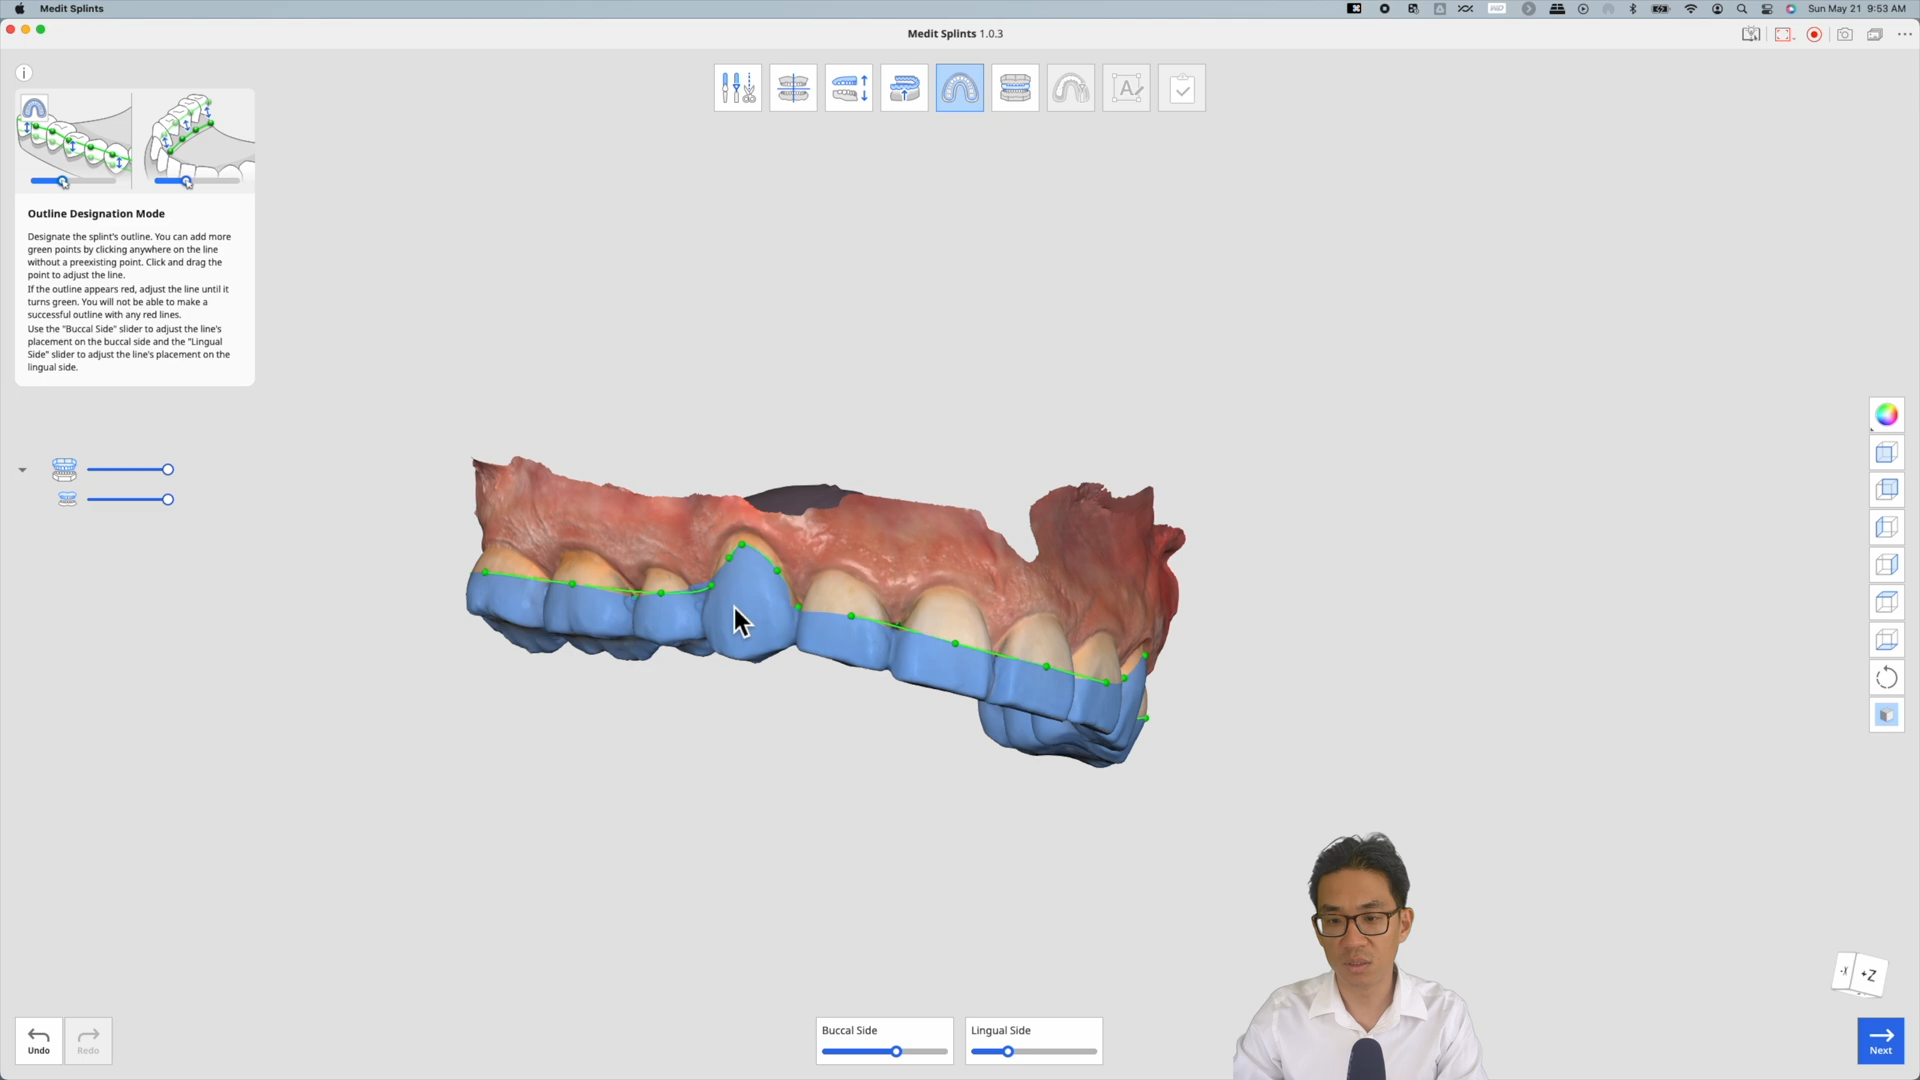 Medit Splints
Sun May 21 9:53 AM
Medit Splints 1.0.3
Outline Designation Mode
Designate the splint's outline. You can add more
green points by clicking anywhere on the line
without a preexisting point. Click and drag the
point to adjust the line.
If the outline appears red, adjust the line until it
turns green. You will not be able to make a
successful outline with any red lines.
Use the "Buccal Side" slider to adjust the line's
placement on the buccal side and the "Lingual
Side" slider to adjust the line's placement on the
lingual side.
+Z
Undo
Redo
Buccal Side
Lingual Side
Next